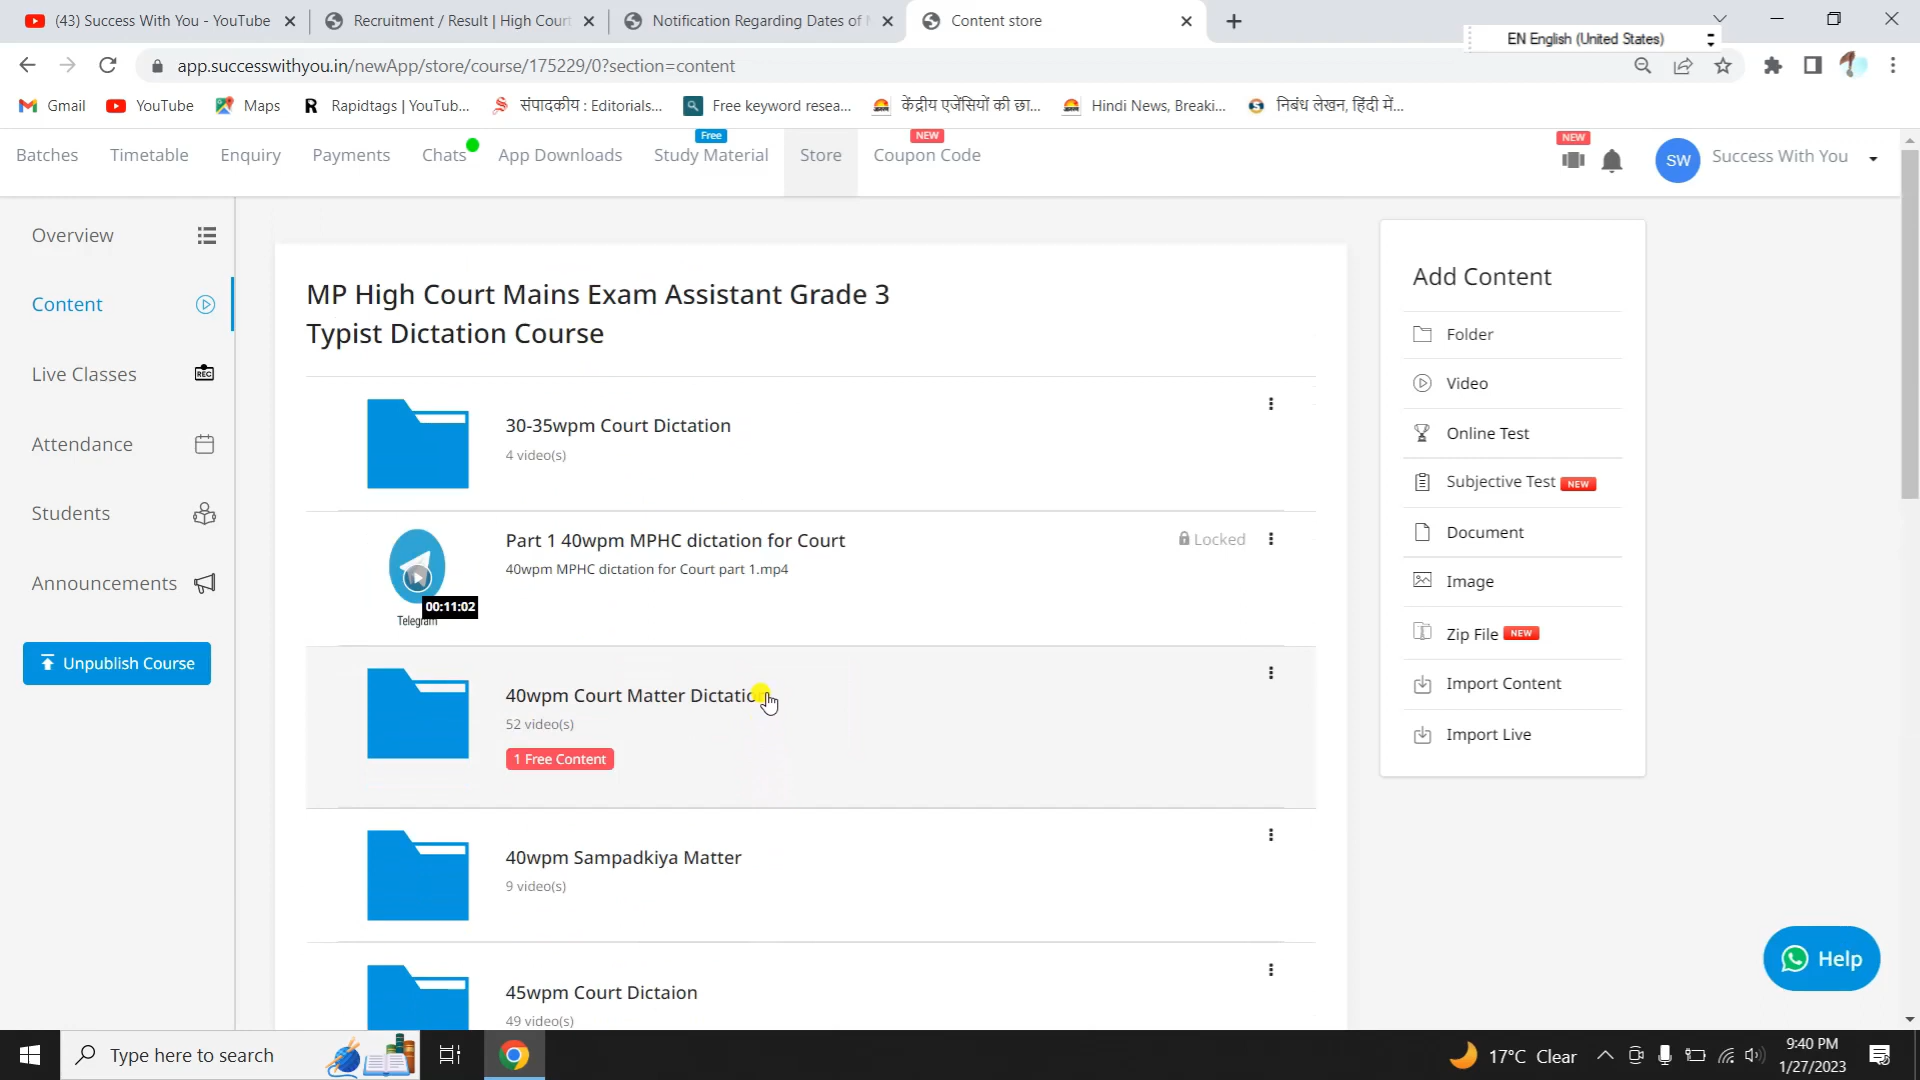 (43) Success With You - YouTube
Recruitment / Result | High Court
Notification Regarding Dates of
Content store
EN English (United States)
app.successwithyou.in/newApp/store/course/175229/0?section=content
Gmail
YouTube
Maps
Rapidtags | YouTub...
संपादकीय : Editorials...
Free keyword resea...
केंद्रीय एजेंसियों की छा...
Hindi News, Breaki...
निबंध लेखन, हिंदी में...
Batches
Timetable
Enquiry
Payments
Chats
App Downloads
Free
Study Material
Store
NEW
Coupon Code
NEW
SW
Success With You
Overview
Content
Live Classes
REC
Attendance
Students
Announcements
Unpublish Course
MP High Court Mains Exam Assistant Grade 3
Typist Dictation Course
30-35wpm Court Dictation
4 video(s)
Part 1 40wpm MPHC dictation for Court
40wpm MPHC dictation for Court part 1.mp4
Locked
00:11:02
Telegram
40wpm Court Matter Dictation
52 video(s)
1 Free Content
40wpm Sampadkiya Matter
9 video(s)
45wpm Court Dictaion
49 video(s)
Add Content
Folder
Video
Online Test
Subjective Test NEW
Document
Image
Zip File NEW
Import Content
Import Live
Help
Type here to search
17°C Clear
9:40 PM
1/27/2023